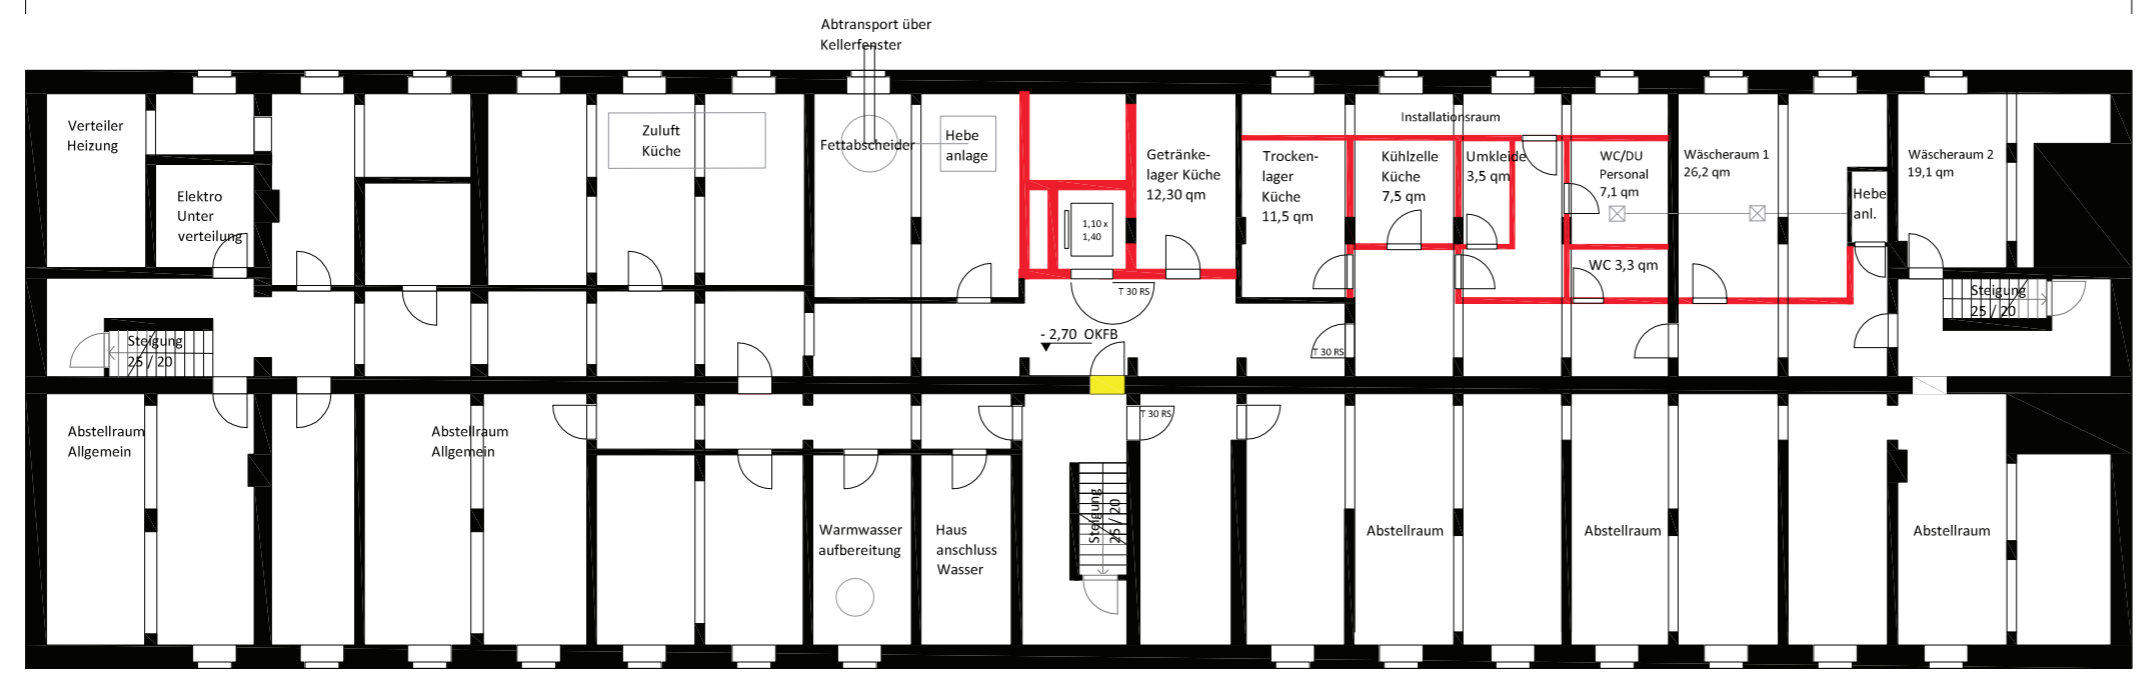 Abtransport über
Kellerfenster
Verteiler
Heizung
Elektro
Unter
verteilung
Zuluft
Küche
Fettabscheider
Hebe
anlage
1,10 x
1,40
Getränke-
lager Küche
12,30 qm
Trocken-
lager
Küche
11,5 qm
Installationsraum
Kühlzelle
Küche
7,5 qm
Umkleide
3,5 qm
WC/DU
Personal
7,1 qm
WC 3,3 qm
Wäscheraum 1
26,2 qm
Hebe
anl.
Wäscheraum 2
19,1 qm
Steigung
25 / 20
T 30 RS
- 2,70 OKFB
T 30 RS
Steigung
25 / 20
Abstellraum
Allgemein
Abstellraum
Allgemein
T 30 RS
Warmwasser
aufbereitung
Haus
anschluss
Wasser
Steigung
25 / 20
Abstellraum
Abstellraum
Abstellraum